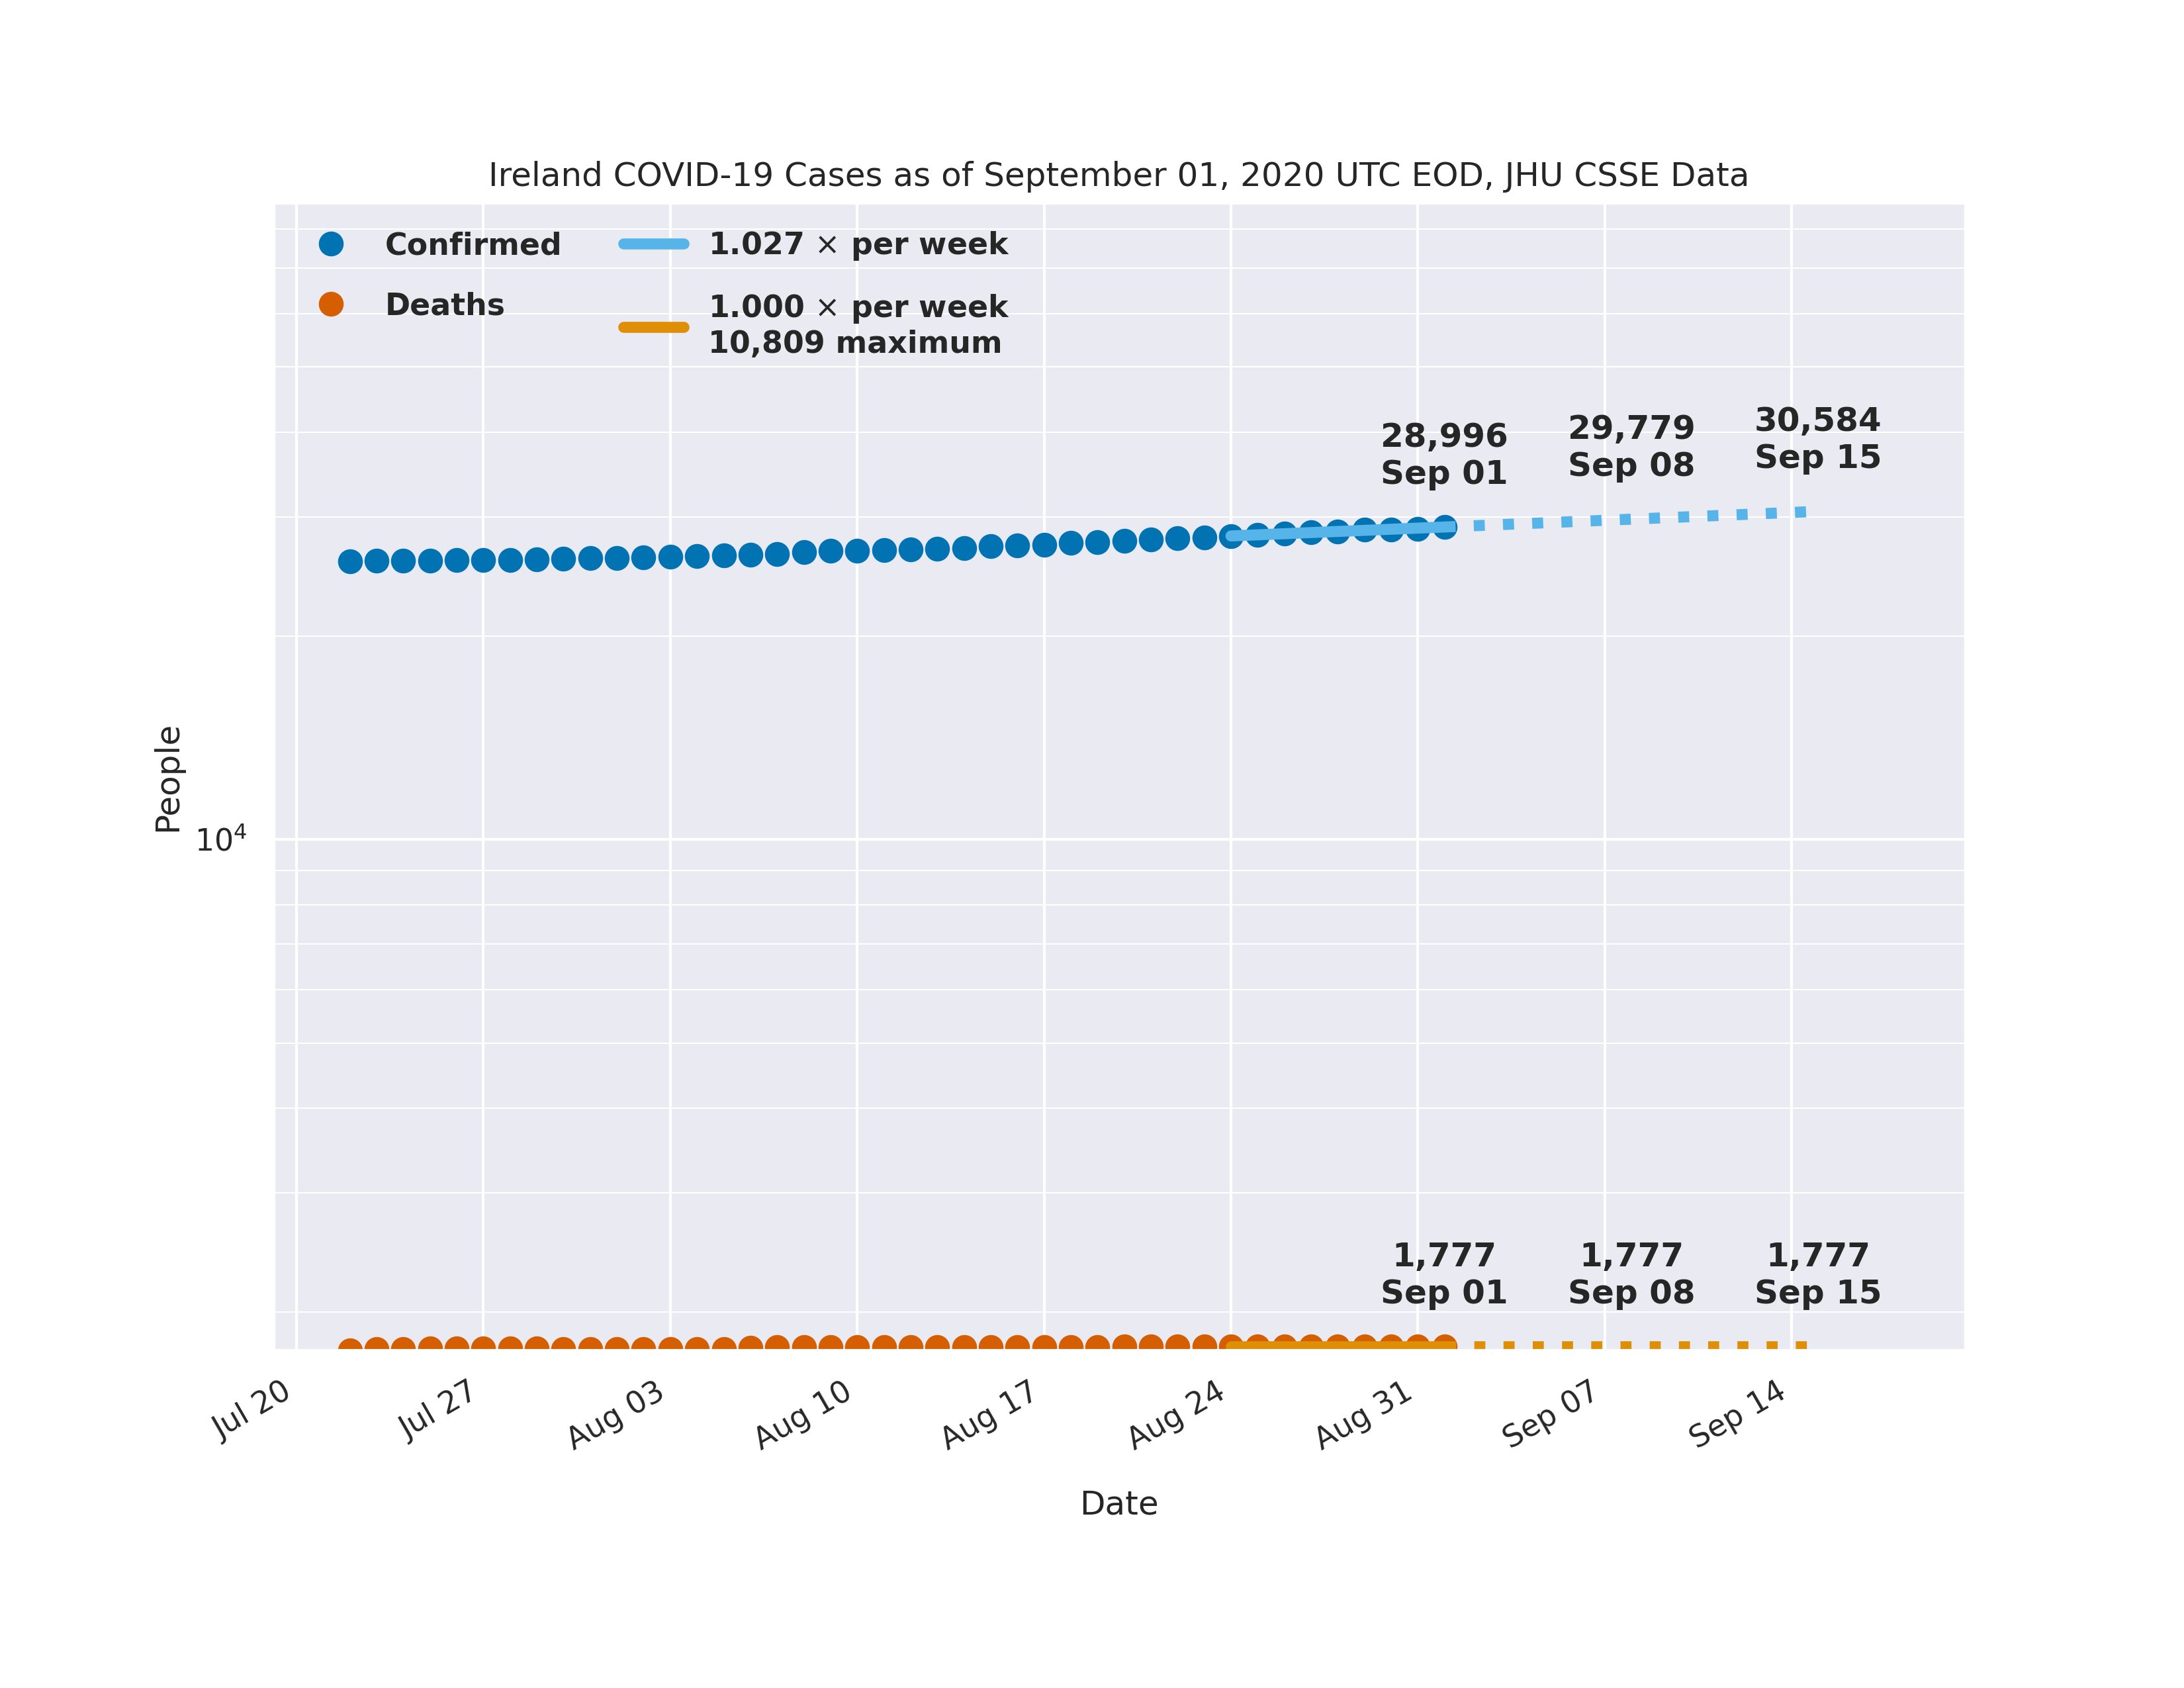 Ireland COVID-19 Cases as of September 01, 2020 UTC EOD, JHU CSSE Data
Confirmed
Deaths
1.027 × per week
1.000 × per week
10,809 maximum
28,996
Sep 01
29,779
Sep 08
30,584
Sep 15
People
10⁴
1,777
Sep 01
1,777
Sep 08
1,777
Sep 15
Jul 20
Jul 27
Aug 03
Aug 10
Aug 17
Aug 24
Aug 31
Sep 07
Sep 14
Date